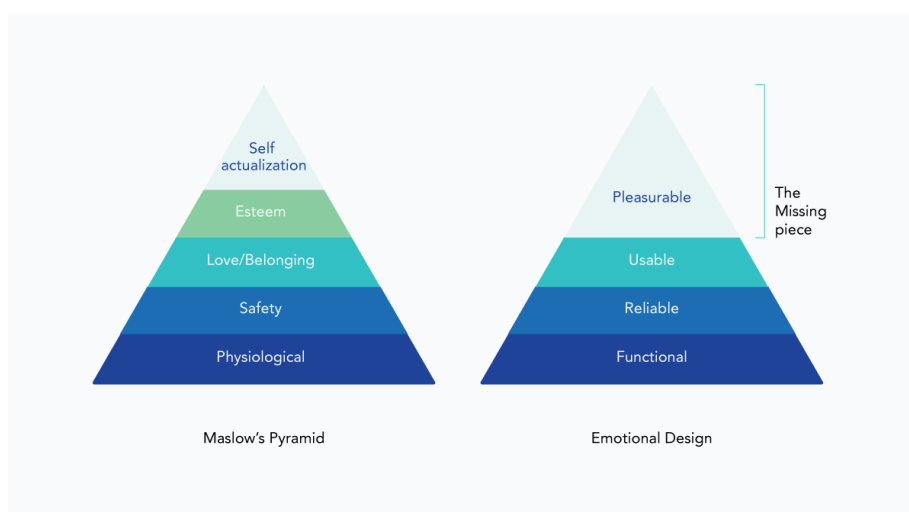 Self
actualization
Esteem
Love/Belonging
Safety
Physiological
Maslow’s Pyramid
Pleasurable
Usable
Reliable
Functional
Emotional Design
The
Missing
piece